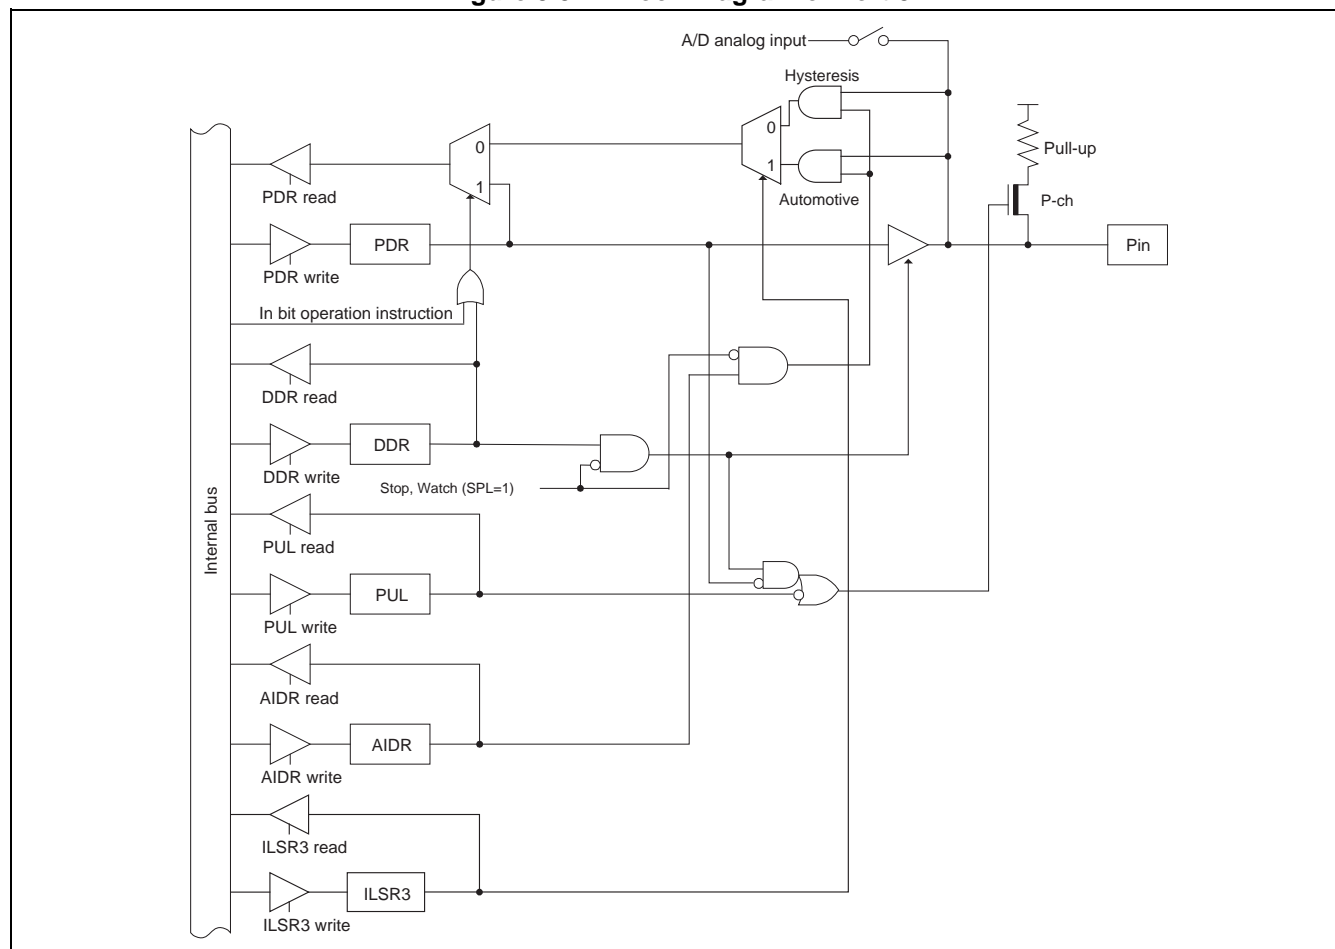 A/D analog input
Hysteresis
0
0
Pull-up
1
PDR read
1
Automotive
P-ch
PDR
Pin
PDR write
In bit operation instruction
DDR read
DDR
DDR write
Stop, Watch (SPL=1)
Internal bus
PUL read
PUL
PUL write
AIDR read
AIDR
AIDR write
ILSR3 read
ILSR3
ILSR3 write